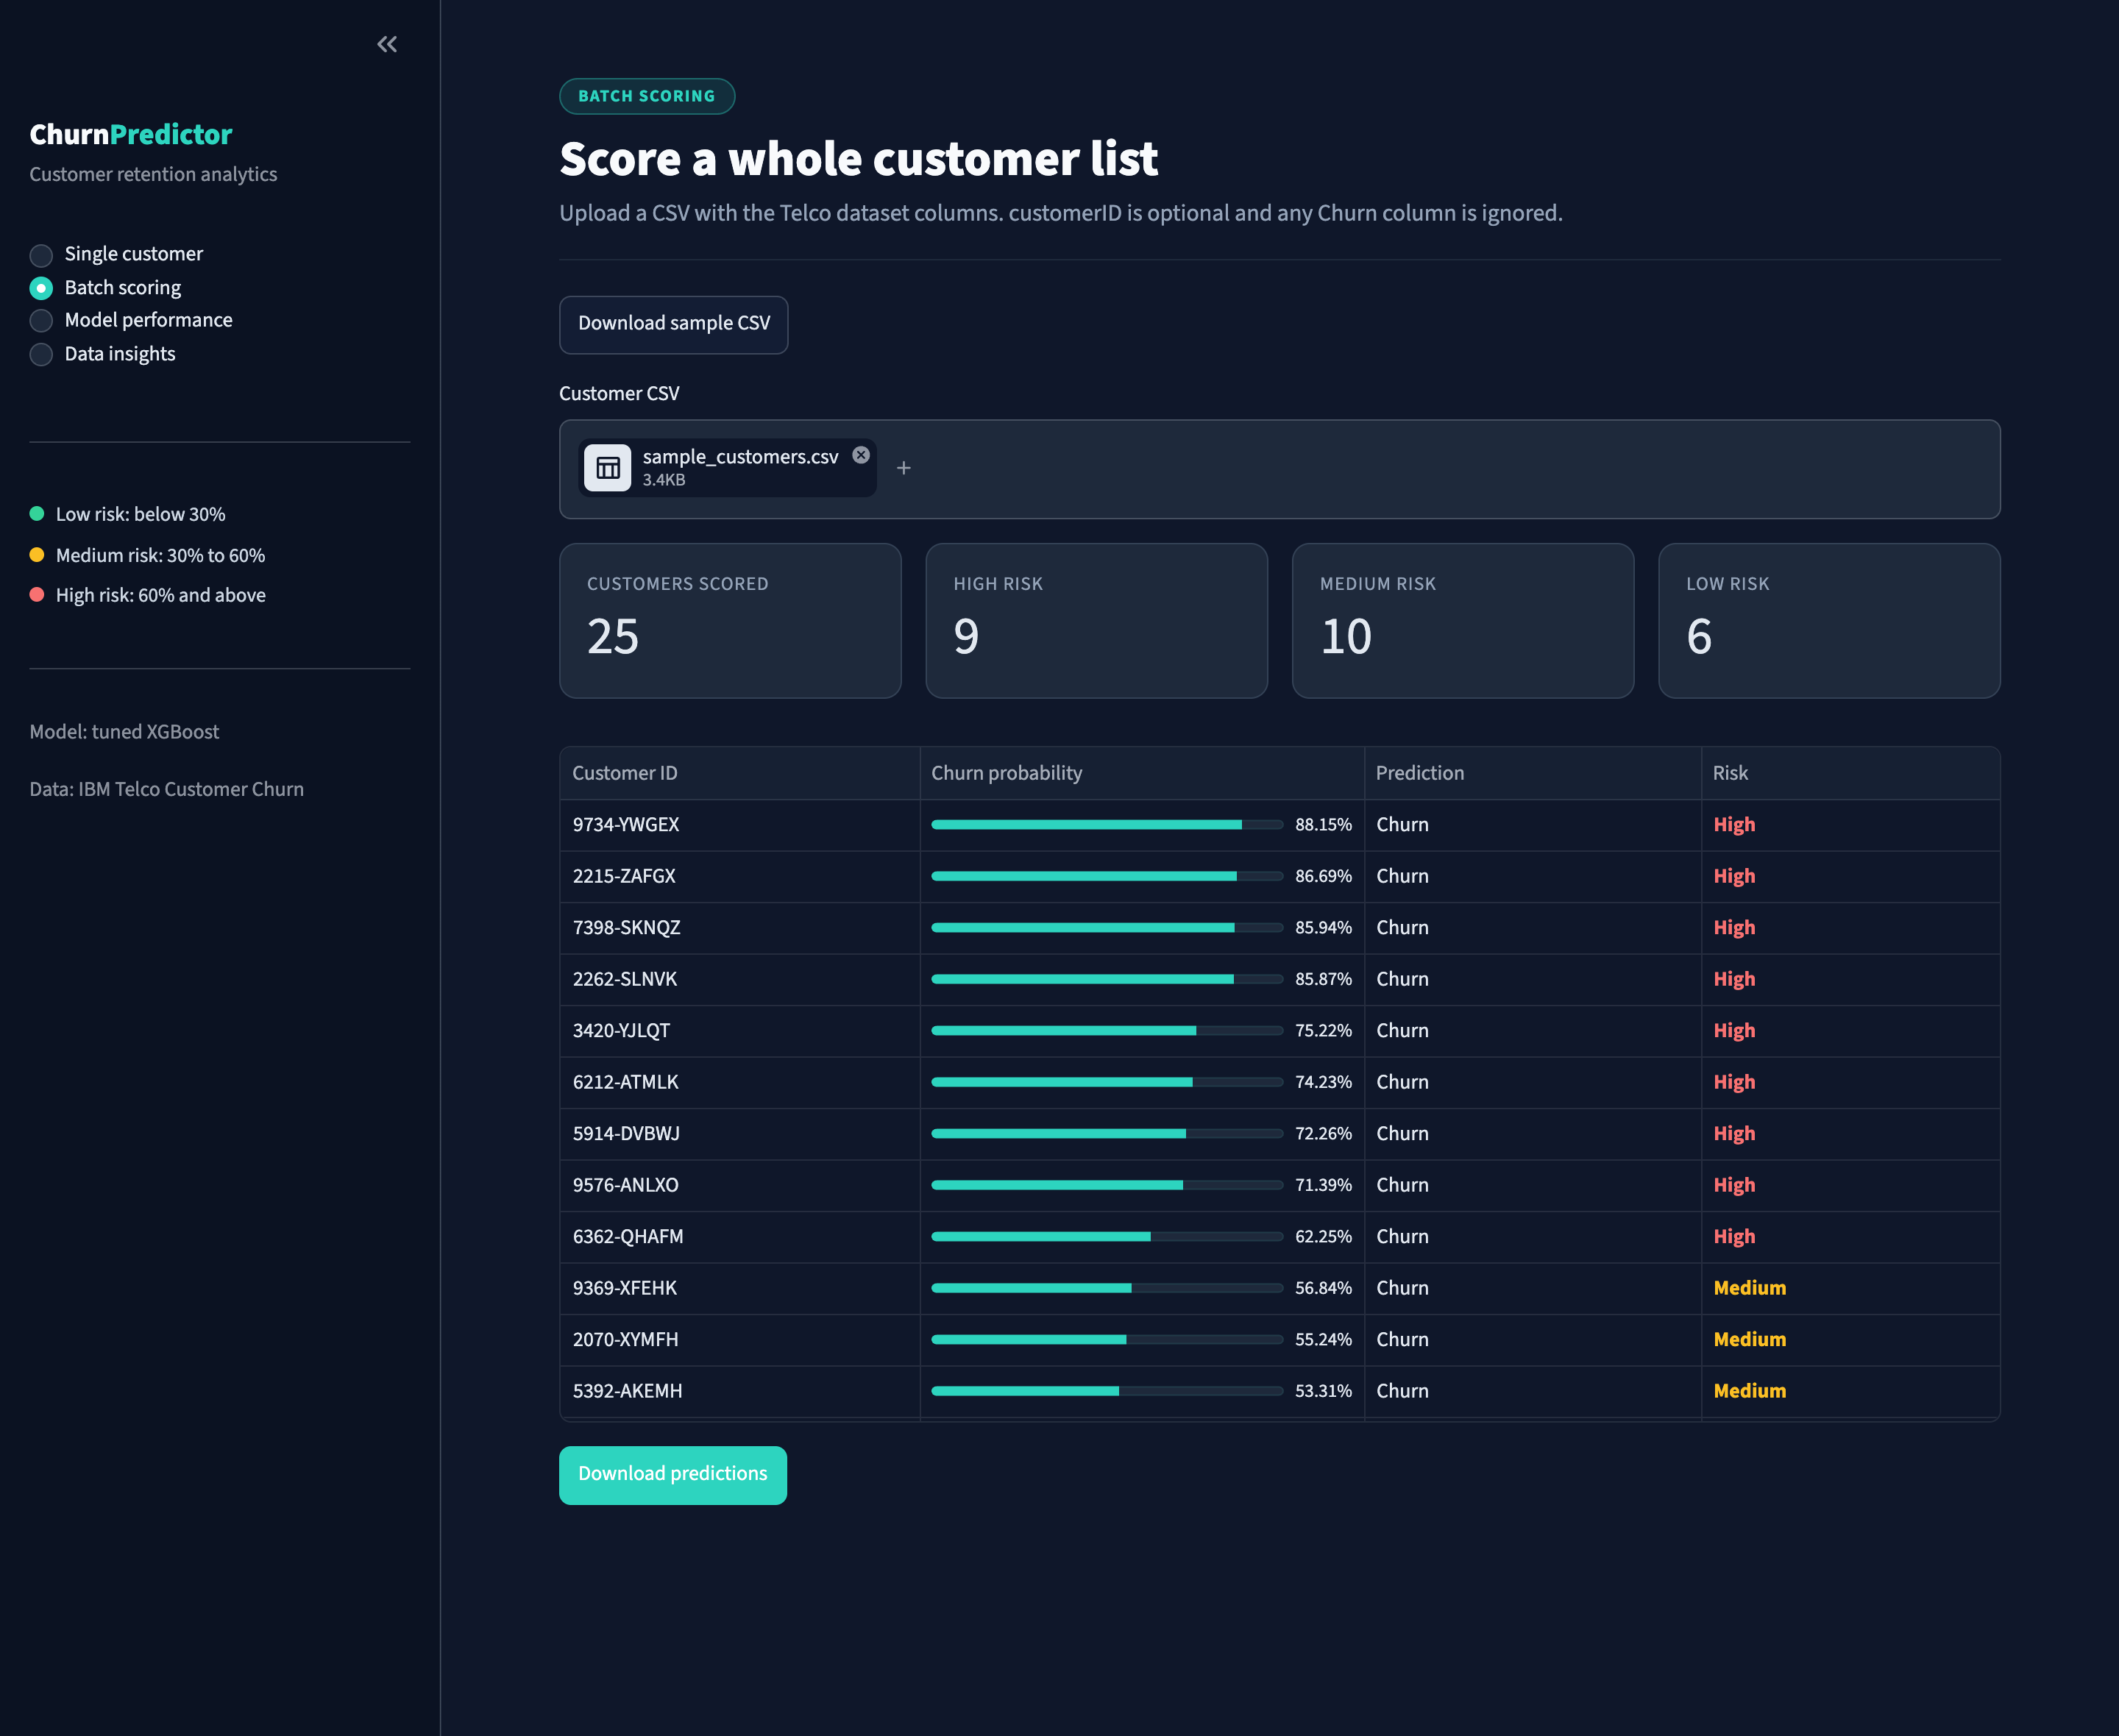 ChurnPredictor
Customer retention analytics
Single customer
Batch scoring
Model performance
Data insights
Low risk: below 30%
Medium risk: 30% to 60%
High risk: 60% and above
Model: tuned XGBoost
Data: IBM Telco Customer Churn
BATCH SCORING
Score a whole customer list
Upload a CSV with the Telco dataset columns. customerID is optional and any Churn column is ignored.
Download sample CSV
Customer CSV
sample_customers.csv
3.4KB
CUSTOMERS SCORED
25
HIGH RISK
9
MEDIUM RISK
10
LOW RISK
6
Customer ID Churn probability Prediction Risk
9734-YWGEX 88.15% Churn High
2215-ZAFGX 86.69% Churn High
7398-SKNQZ 85.94% Churn High
2262-SLNVK 85.87% Churn High
3420-YJLQT 75.22% Churn High
6212-ATMLK 74.23% Churn High
5914-DVBWJ 72.26% Churn High
9576-ANLXO 71.39% Churn High
6362-QHAFM 62.25% Churn High
9369-XFEHK 56.84% Churn Medium
2070-XYMFH 55.24% Churn Medium
5392-AKEMH 53.31% Churn Medium
Download predictions